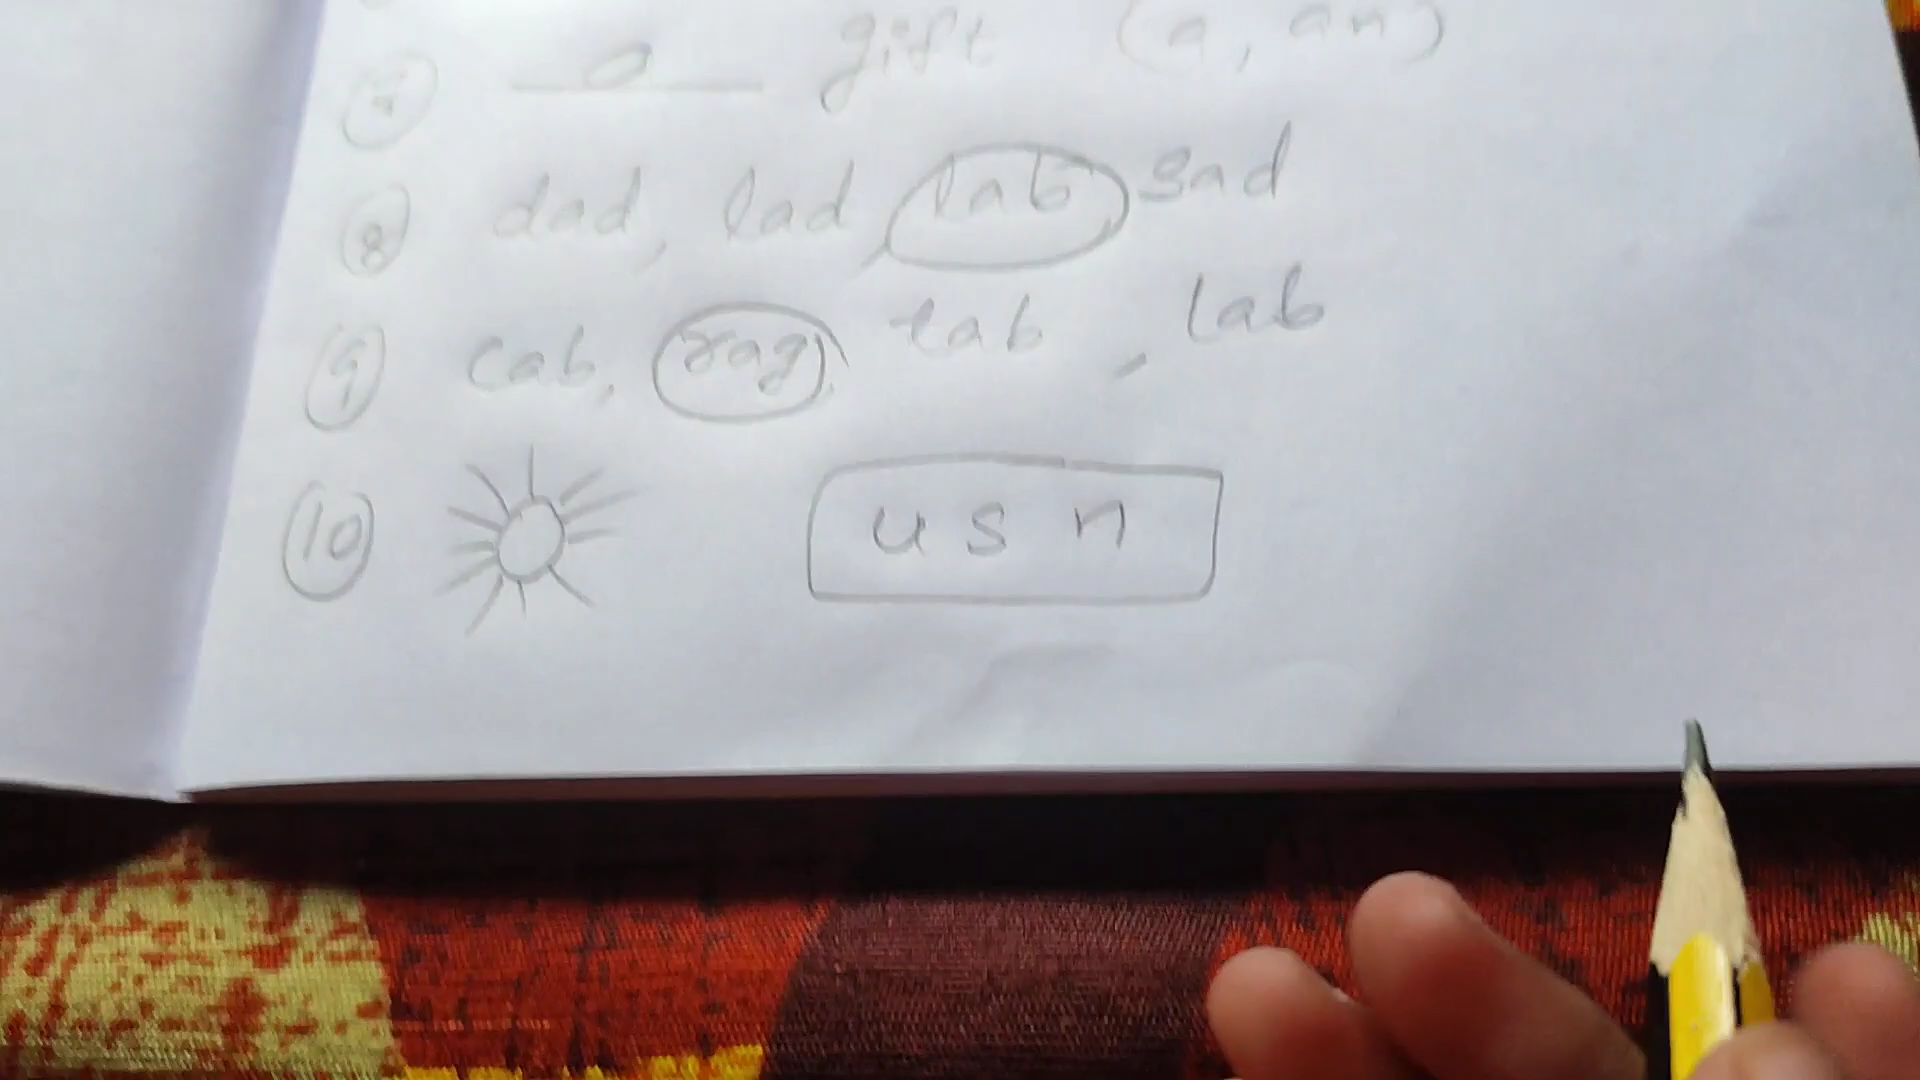 7 a gift (a, an)
8 dad, lad, lab sad
9 cab, rag, tab, lab
10 u s n